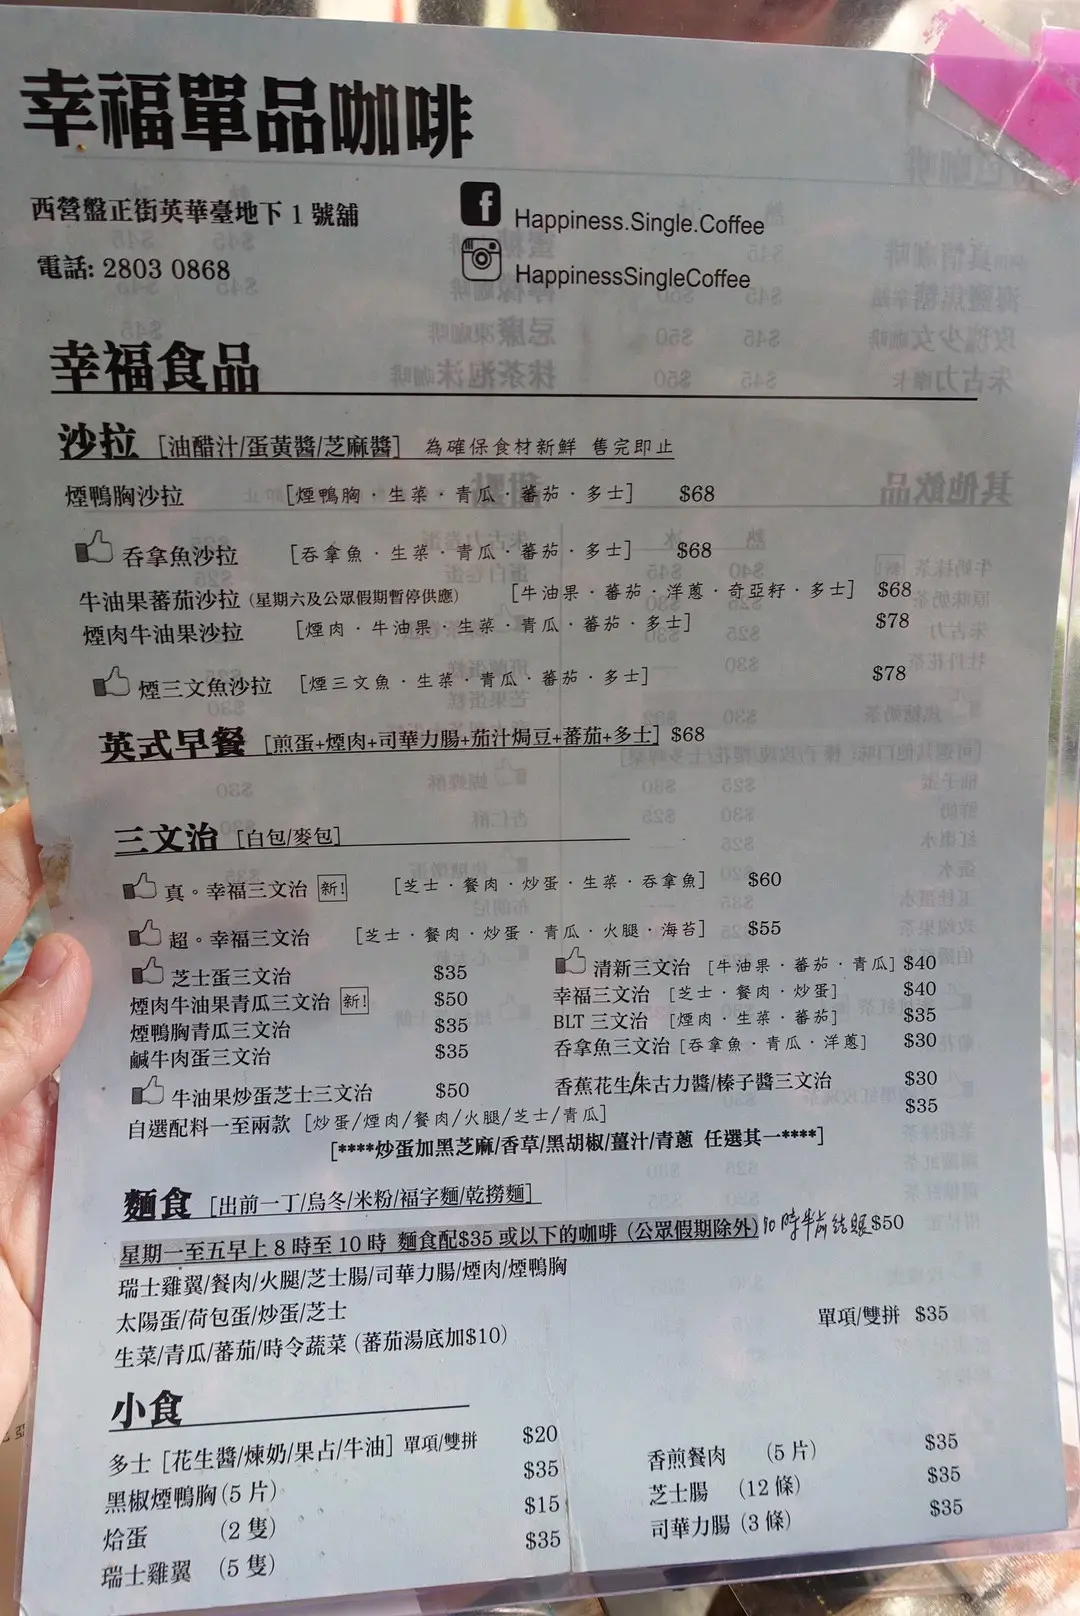 幸福單品咖啡
西營盤正街英華臺地下 1 號舖
電話: 2803 0868
Happiness.Single.Coffee
HappinessSingleCoffee
幸福食品
沙拉 [油醋汁/蛋黃醬/芝麻醬] 為確保食材新鮮 售完即止
煙鴨胸沙拉 [煙鴨胸·生菜·青瓜·蕃茄·多士] $68
吞拿魚沙拉 [吞拿魚·生菜·青瓜·蕃茄·多士] $68
牛油果蕃茄沙拉 (星期六及公眾假期暫停供應) [牛油果·蕃茄·洋蔥·奇亞籽·多士] $68
煙肉牛油果沙拉 [煙肉·牛油果·生菜·青瓜·蕃茄·多士] $78
煙三文魚沙拉 [煙三文魚·生菜·青瓜·蕃茄·多士] $78
英式早餐 [煎蛋+煙肉+司華力腸+茄汁焗豆+蕃茄+多士] $68
三文治 [白包/麥包]
真。幸福三文治 新! [芝士·餐肉·炒蛋·生菜·吞拿魚] $60
超。幸福三文治 [芝士·餐肉·炒蛋·青瓜·火腿·海苔] $55
芝士蛋三文治 $35 清新三文治 [牛油果·蕃茄·青瓜] $40
煙肉牛油果青瓜三文治 新! $50 幸福三文治 [芝士·餐肉·炒蛋] $40
煙鴨胸青瓜三文治 $35 BLT 三文治 [煙肉·生菜·蕃茄] $35
鹹牛肉蛋三文治 $35 吞拿魚三文治 [吞拿魚·青瓜·洋蔥] $30
牛油果炒蛋芝士三文治 $50 香蕉花生/朱古力醬/榛子醬三文治 $30
自選配料一至兩款 [炒蛋/煙肉/餐肉/火腿/芝士/青瓜] $35
[****炒蛋加黑芝麻/香草/黑胡椒/薑汁/青蔥 任選其一****]
麵食 [出前一丁/烏冬/米粉/福字麵/乾撈麵]
星期一至五早上 8 時至 10 時 麵食配$35 或以下的咖啡 (公眾假期除外) 10 時半前結賬 $50
瑞士雞翼/餐肉/火腿/芝士腸/司華力腸/煙肉/煙鴨胸
太陽蛋/荷包蛋/炒蛋/芝士 單項/雙拼 $35
生菜/青瓜/蕃茄/時令蔬菜 (蕃茄湯底加$10)
小食
多士 [花生醬/煉奶/果占/牛油] 單項/雙拼 $20
黑椒煙鴨胸 (5 片) $35
烚蛋 (2 隻) $15
瑞士雞翼 (5 隻) $35
香煎餐肉 (5 片) $35
芝士腸 (12 條) $35
司華力腸 (3 條) $35